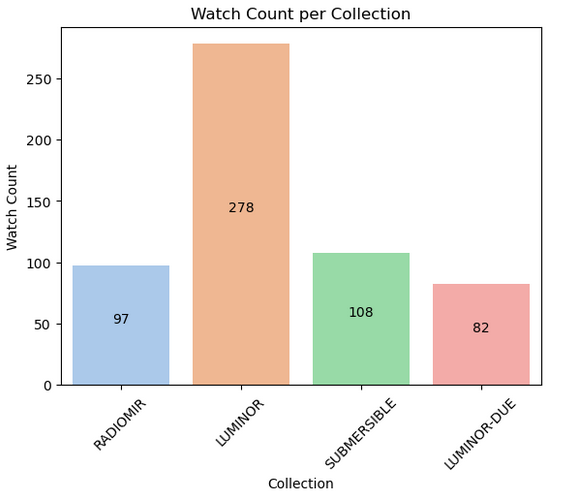 Watch Count per Collection
Watch Count
250
200
150
100
50
0
97
278
108
82
RADIOMIR
LUMINOR
SUBMERSIBLE
LUMINOR-DUE
Collection